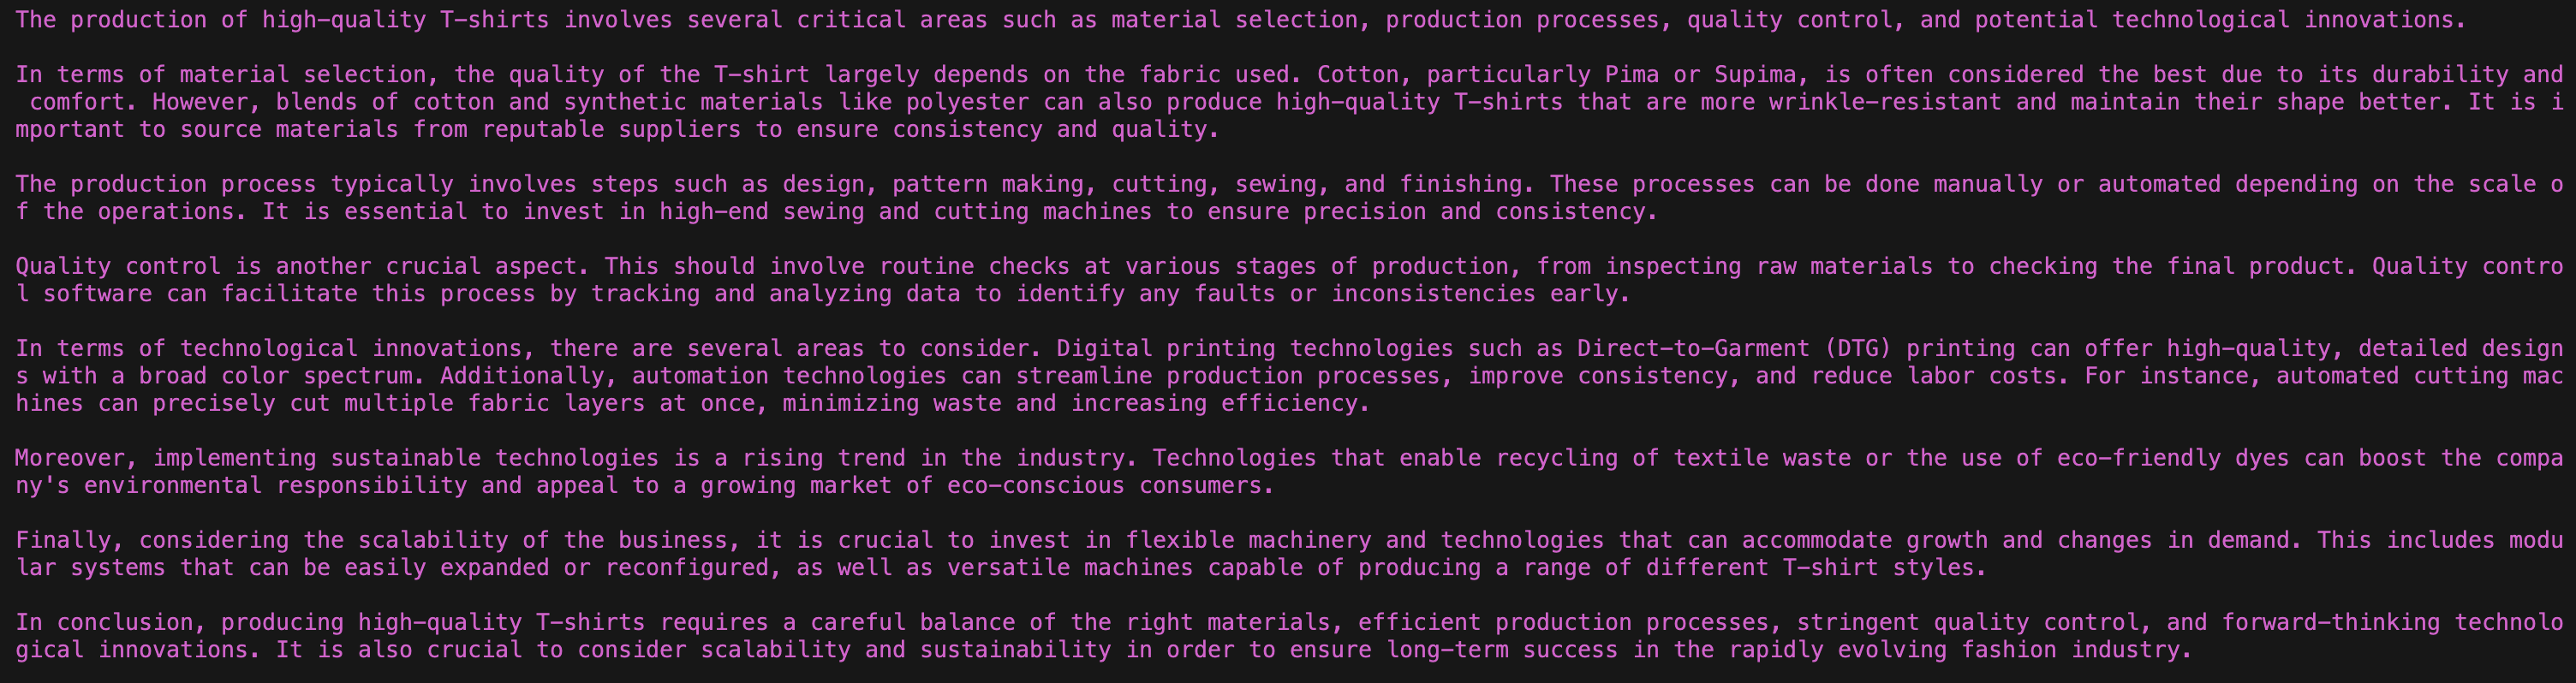 The production of high-quality T-shirts involves several critical areas such as material selection, production processes, quality control, and potential technological innovations.
In terms of material selection, the quality of the T-shirt largely depends on the fabric used. Cotton, particularly Pima or Supima, is often considered the best due to its durability and
comfort. However, blends of cotton and synthetic materials like polyester can also produce high-quality T-shirts that are more wrinkle-resistant and maintain their shape better. It is i
mportant to source materials from reputable suppliers to ensure consistency and quality.
The production process typically involves steps such as design, pattern making, cutting, sewing, and finishing. These processes can be done manually or automated depending on the scale o
f the operations. It is essential to invest in high-end sewing and cutting machines to ensure precision and consistency.
Quality control is another crucial aspect. This should involve routine checks at various stages of production, from inspecting raw materials to checking the final product. Quality contro
l software can facilitate this process by tracking and analyzing data to identify any faults or inconsistencies early.
In terms of technological innovations, there are several areas to consider. Digital printing technologies such as Direct-to-Garment (DTG) printing can offer high-quality, detailed design
s with a broad color spectrum. Additionally, automation technologies can streamline production processes, improve consistency, and reduce labor costs. For instance, automated cutting mac
hines can precisely cut multiple fabric layers at once, minimizing waste and increasing efficiency.
Moreover, implementing sustainable technologies is a rising trend in the industry. Technologies that enable recycling of textile waste or the use of eco-friendly dyes can boost the compa
ny's environmental responsibility and appeal to a growing market of eco-conscious consumers.
Finally, considering the scalability of the business, it is crucial to invest in flexible machinery and technologies that can accommodate growth and changes in demand. This includes modu
lar systems that can be easily expanded or reconfigured, as well as versatile machines capable of producing a range of different T-shirt styles.
In conclusion, producing high-quality T-shirts requires a careful balance of the right materials, efficient production processes, stringent quality control, and forward-thinking technolo
gical innovations. It is also crucial to consider scalability and sustainability in order to ensure long-term success in the rapidly evolving fashion industry.